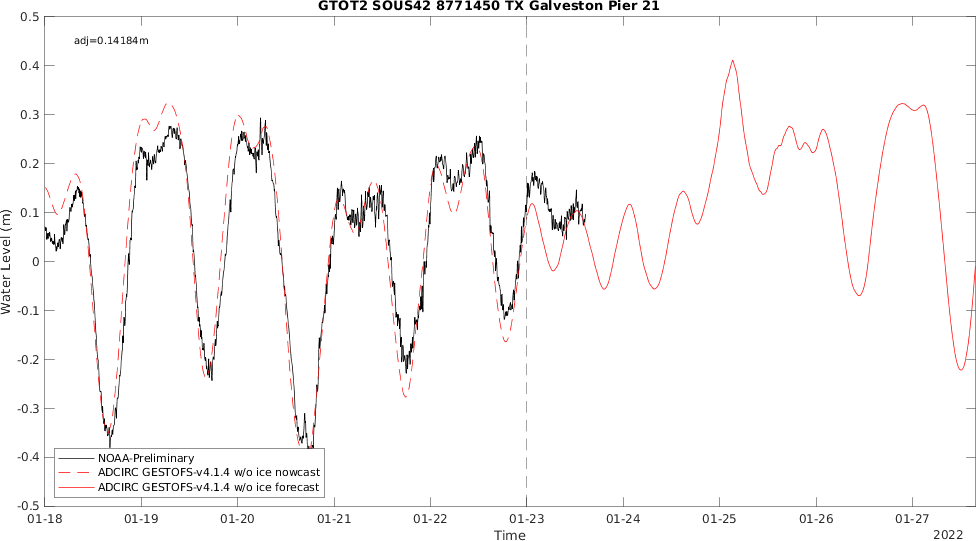 GTOT2 SOUS42 8771450 TX Galveston Pier 21
adj=0.14184m
0.5
0.4
0.3
0.2
0.1
0
-0.1
-0.2
-0.3
-0.4
-0.5
Water Level (m)
NOAA-Preliminary
ADCIRC GESTOFS-v4.1.4 w/o ice nowcast
ADCIRC GESTOFS-v4.1.4 w/o ice forecast
01-18 01-19 01-20 01-21 01-22 01-23 01-24 01-25 01-26 01-27
Time
2022